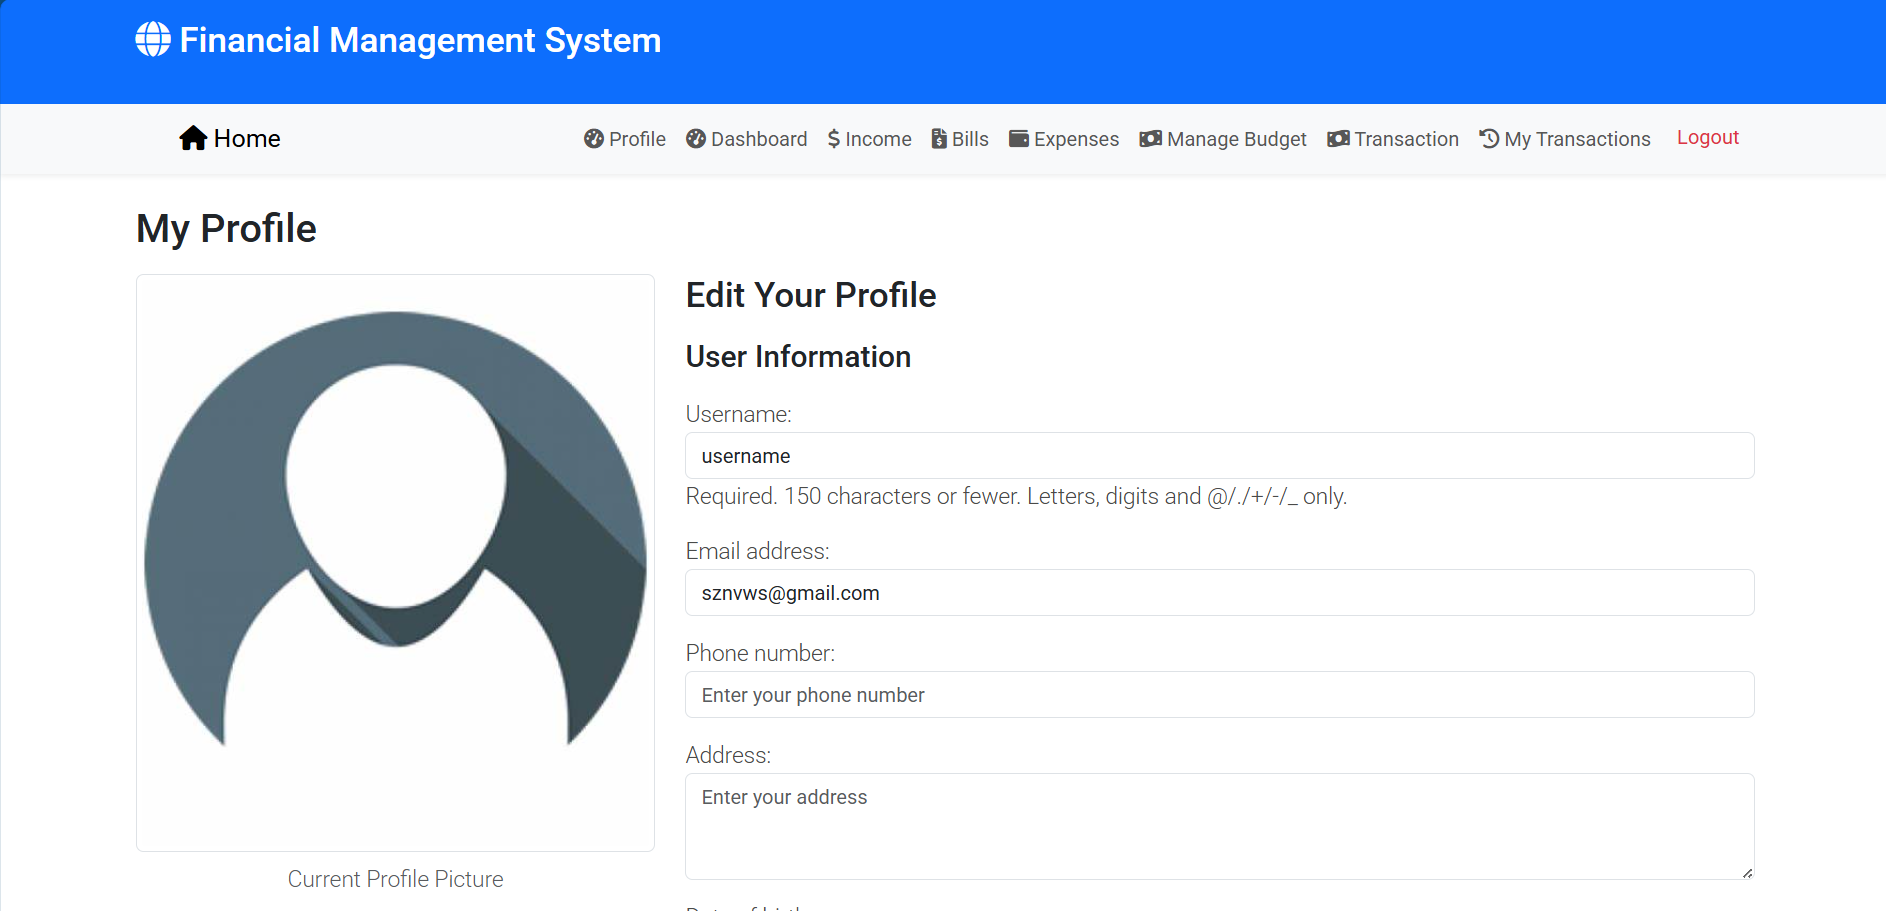 Financial Management System
Home
Profile
Dashboard
Income
Bills
Expenses
Manage Budget
Transaction
My Transactions
Logout
My Profile
Current Profile Picture
Edit Your Profile
User Information
Username:
username
Required. 150 characters or fewer. Letters, digits and @/./+/-/_ only.
Email address:
sznvws@gmail.com
Phone number:
Enter your phone number
Address:
Enter your address